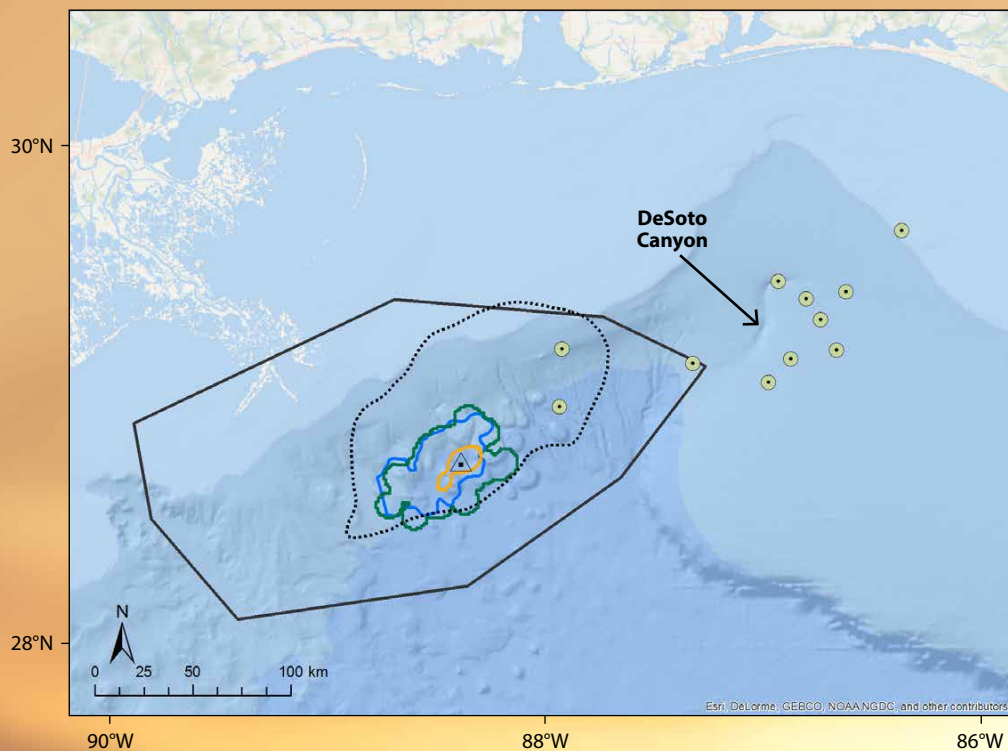 30°N
DeSoto
Canyon
28°N
N
0 25 50 100 km
Esri, DeLorme, GEBCO, NOAA NGDC, and other contributors
90°W 88°W 86°W